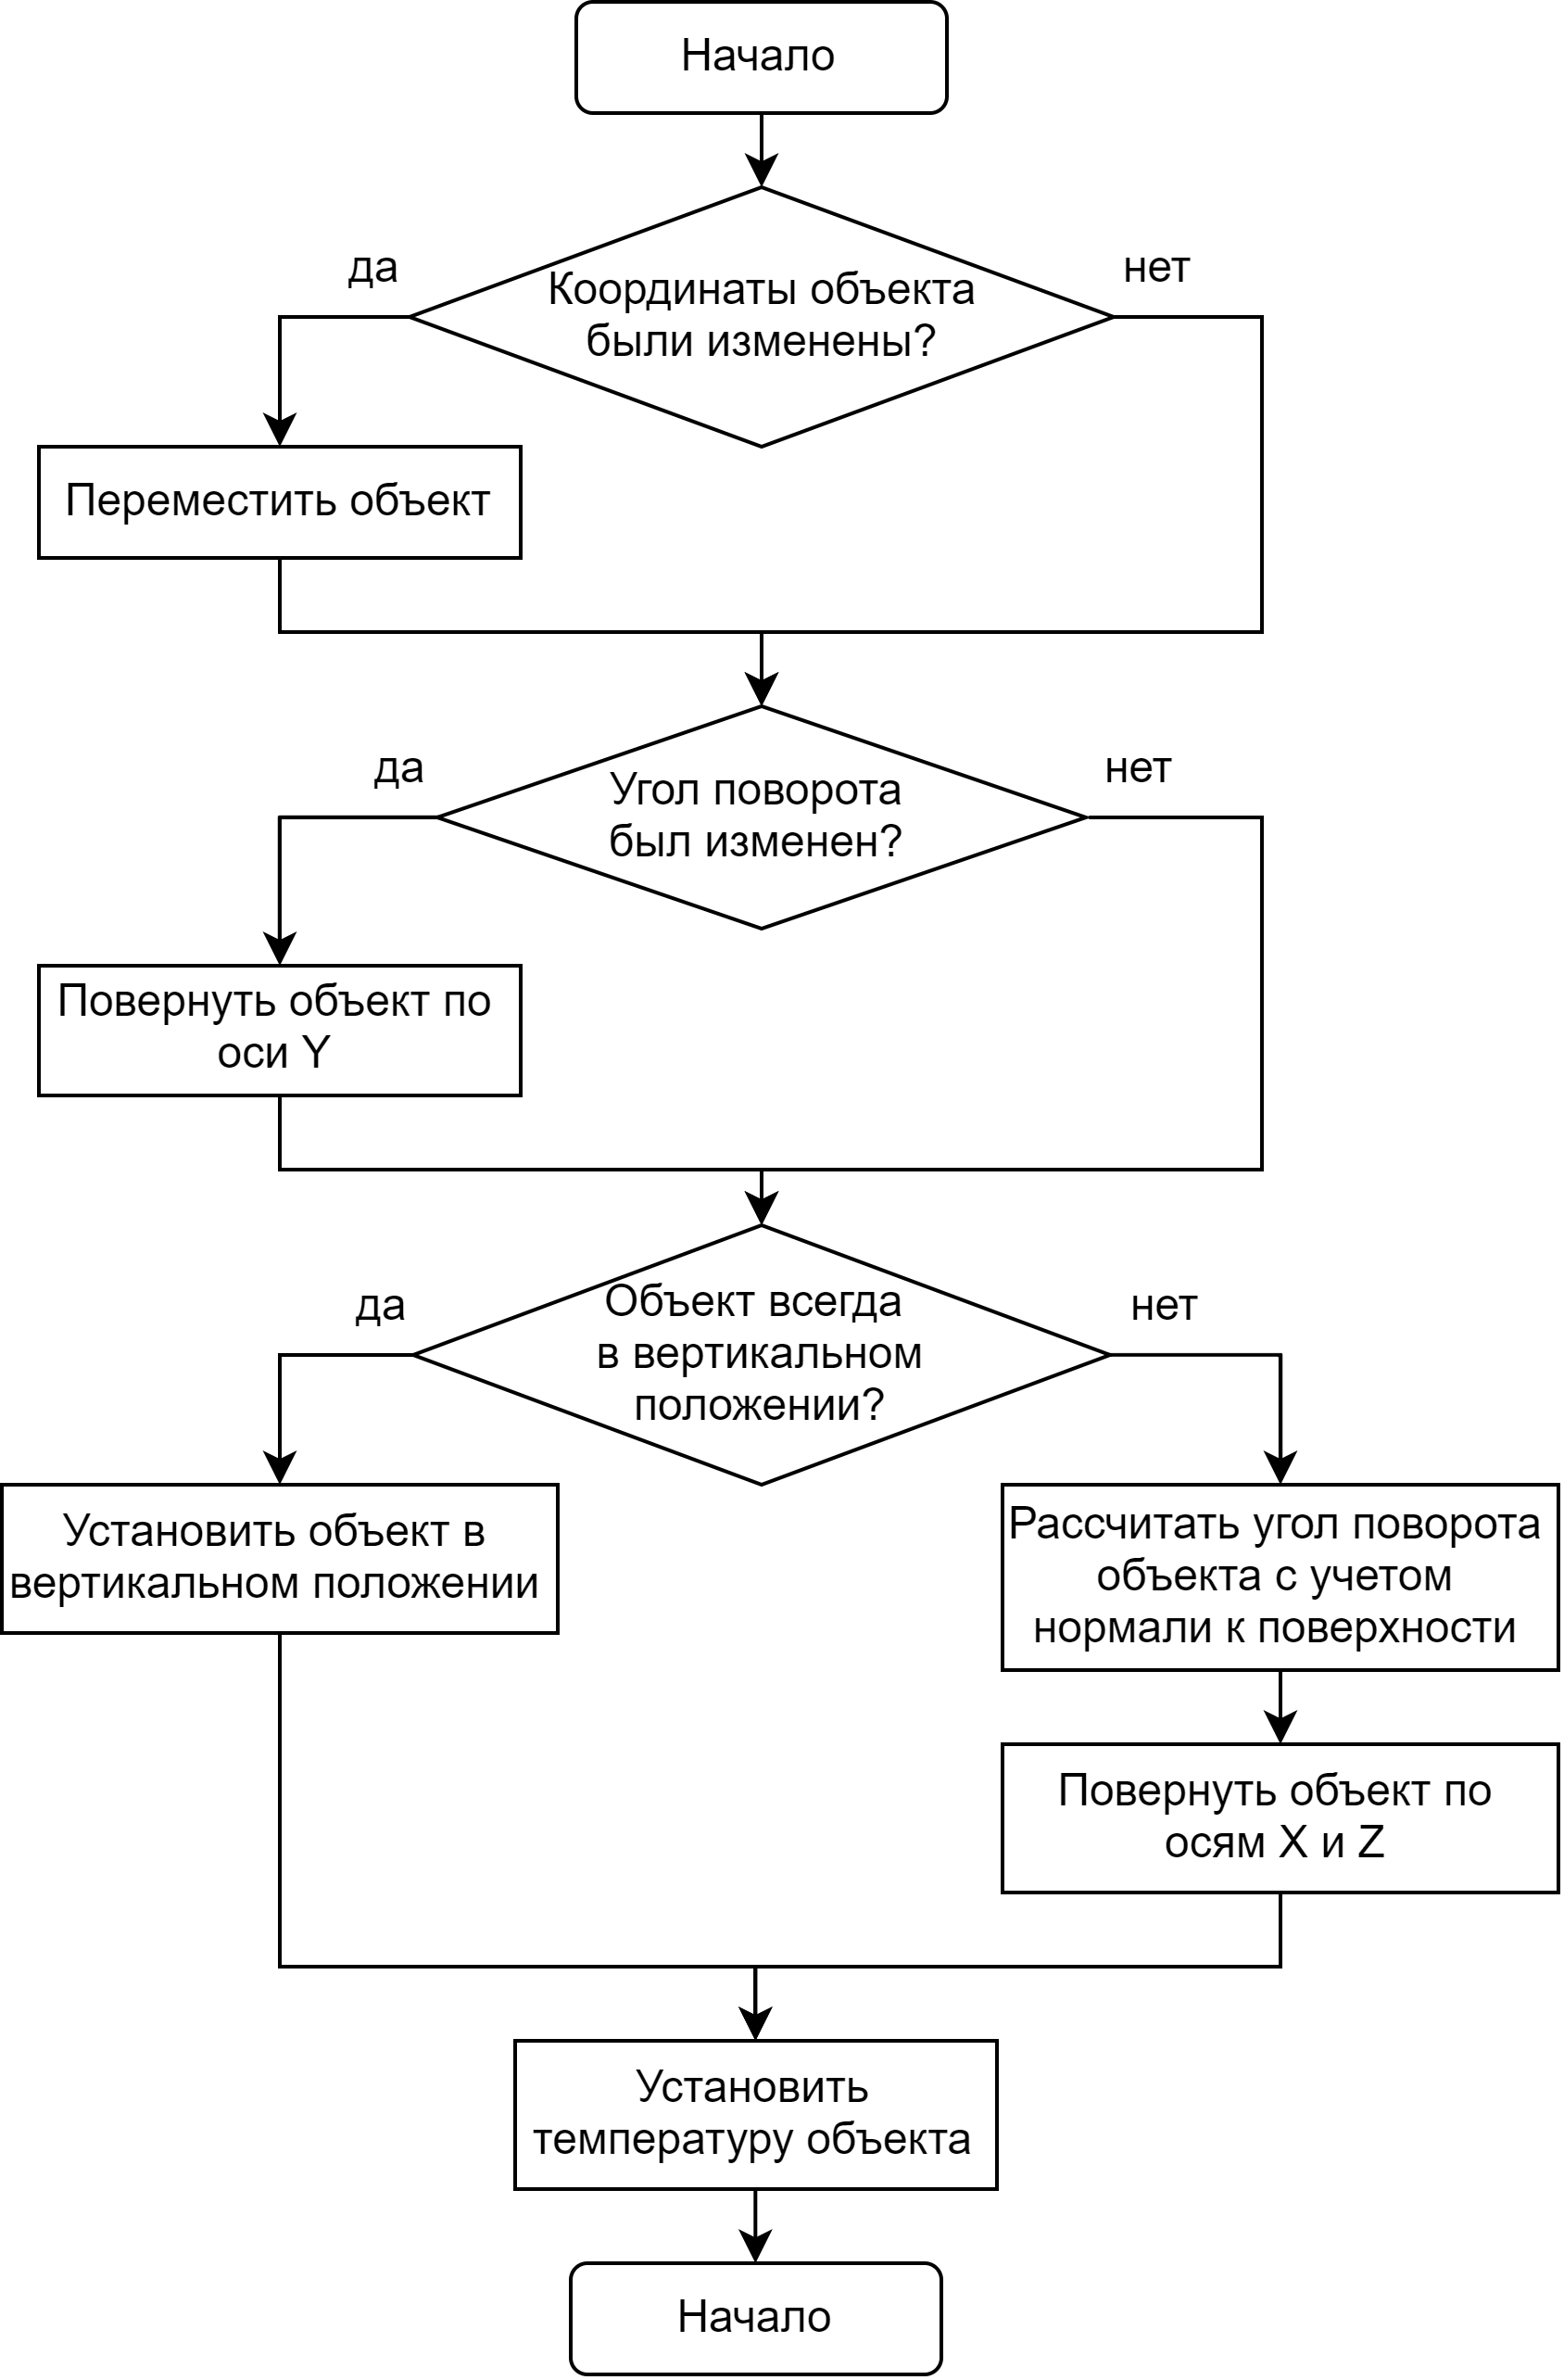 Начало
да
нет
Координаты объекта
были изменены?
Переместить объект
да
нет
Угол поворота
был изменен?
Повернуть объект по
оси Y
да
нет
Объект всегда
в вертикальном
положении?
Установить объект в
вертикальном положении
Рассчитать угол поворота
объекта с учетом
нормали к поверхности
Повернуть объект по
осям X и Z
Установить
температуру объекта
Начало